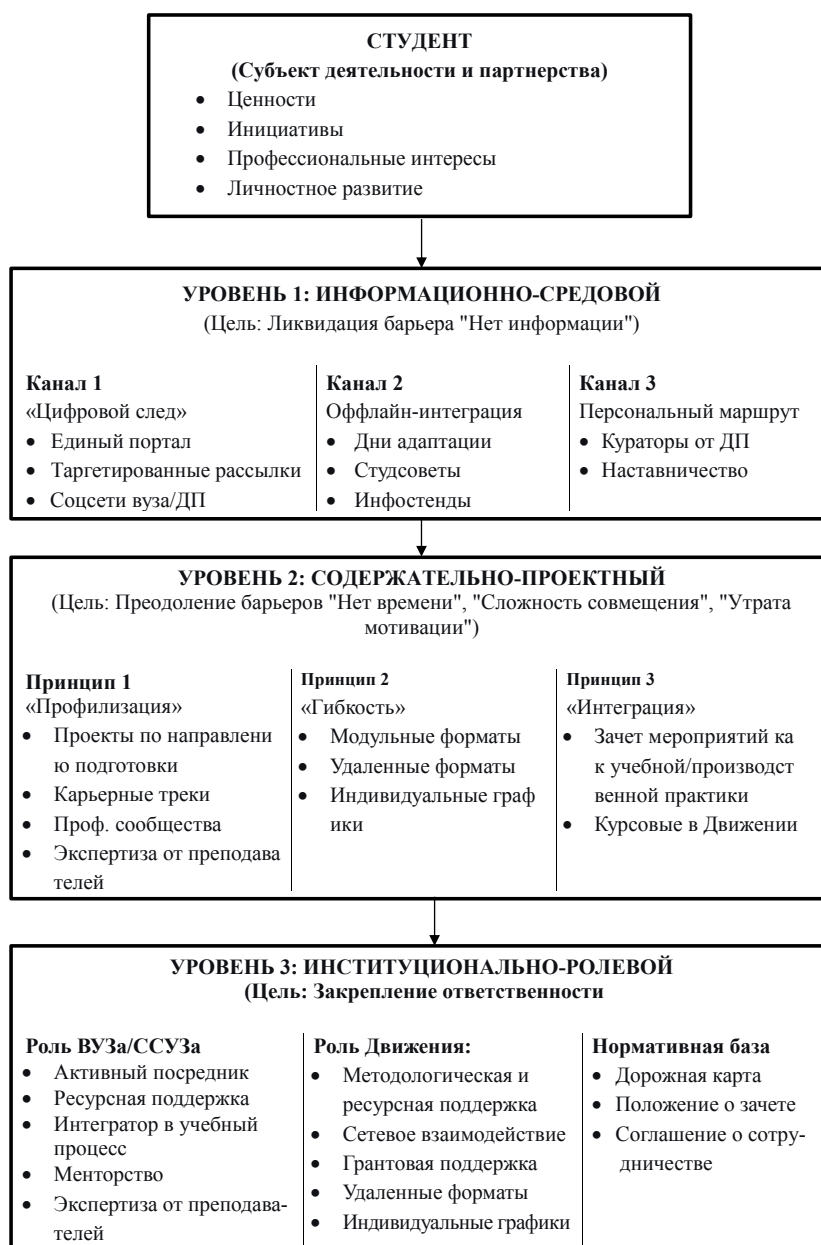 СТУДЕНТ
(Субъект деятельности и партнерства)
• Ценности
• Инициативы
• Профессиональные интересы
• Личностное развитие
УРОВЕНЬ 1: ИНФОРМАЦИОННО-СРЕДОВОЙ
(Цель: Ликвидация барьера "Нет информации")
Канал 1
«Цифровой след»
• Единый портал
• Таргетированные рассылки
• Соцсети вуза/ДП
Канал 2
Оффлайн-интеграция
• Дни адаптации
• Студсоветы
• Инфостенды
Канал 3
Персональный маршрут
• Кураторы от ДП
• Наставничество
УРОВЕНЬ 2: СОДЕРЖАТЕЛЬНО-ПРОЕКТНЫЙ
(Цель: Преодоление барьеров "Нет времени", "Сложность совмещения", "Утрата
мотивации")
Принцип 1
«Профилизация»
• Проекты по направлени
ю подготовки
• Карьерные треки
• Проф. сообщества
• Экспертиза от преподава
телей
Принцип 2
«Гибкость»
• Модульные форматы
• Удаленные форматы
• Индивидуальные граф
ики
Принцип 3
«Интеграция»
• Зачет мероприятий ка
к учебной/производст
венной практики
• Курсовые в Движении
УРОВЕНЬ 3: ИНСТИТУЦИОНАЛЬНО-РОЛЕВОЙ
(Цель: Закрепление ответственности
Роль ВУЗа/ССУЗа
• Активный посредник
• Ресурсная поддержка
• Интегратор в учебный
процесс
• Менторство
• Экспертиза от преподава-
телей
Роль Движения:
• Методологическая и
ресурсная поддержка
• Сетевое взаимодействие
• Грантовая поддержка
• Удаленные форматы
• Индивидуальные графики
Нормативная база
• Дорожная карта
• Положение о зачете
• Соглашение о сотру-
дничестве